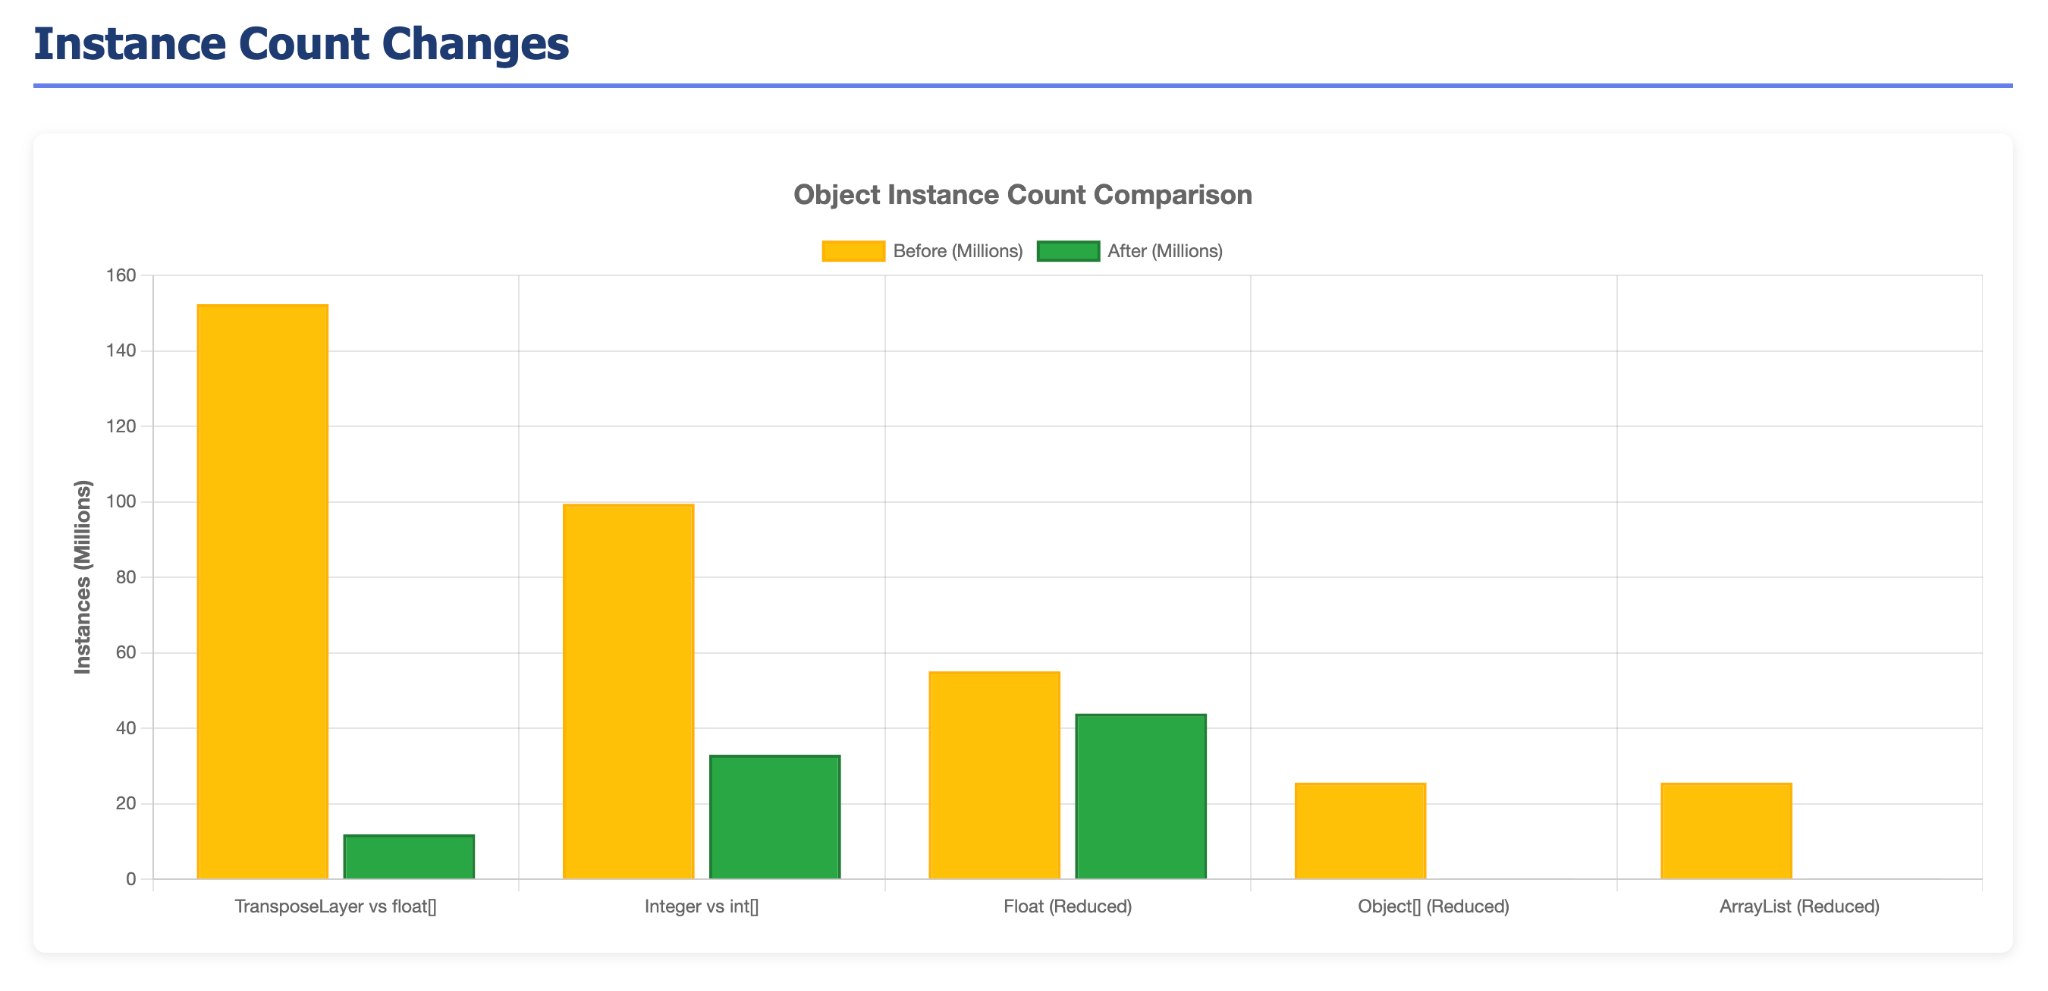 Instance Count Changes
Object Instance Count Comparison
Before (Millions) After (Millions)
Instances (Millions)
160
140
120
100
80
60
40
20
0
TransposeLayer vs float[] Integer vs int[] Float (Reduced) Object[] (Reduced) ArrayList (Reduced)